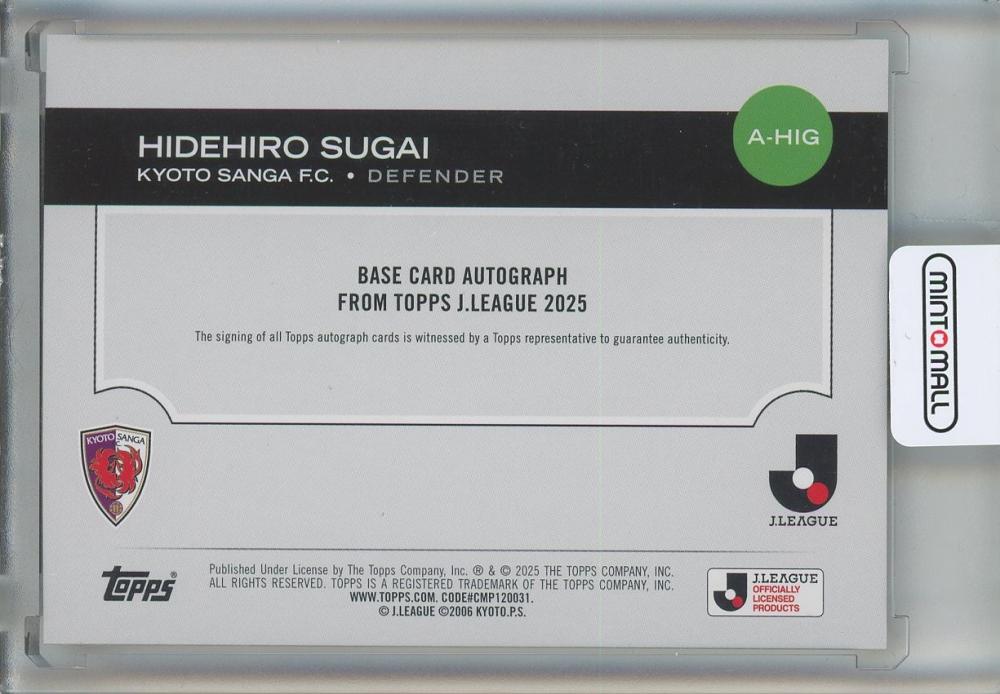 HIDEHIRO SUGAI
KYOTO SANGA F.C. • DEFENDER
A-HIG
BASE CARD AUTOGRAPH
FROM TOPPS J.LEAGUE 2025
The signing of all Topps autograph cards is witnessed by a Topps representative to guarantee authenticity.
MINTOMALL
KYOTO SANGA
J.LEAGUE
topps®
Published Under License by The Topps Company, Inc. ® & © 2025 THE TOPPS COMPANY, INC.
ALL RIGHTS RESERVED. TOPPS IS A REGISTERED TRADEMARK OF THE TOPPS COMPANY, INC.
WWW.TOPPS.COM. CODE#CMP120031.
© J.LEAGUE ©2006 KYOTO.P.S.
J.LEAGUE
OFFICIALLY
LICENSED
PRODUCTS